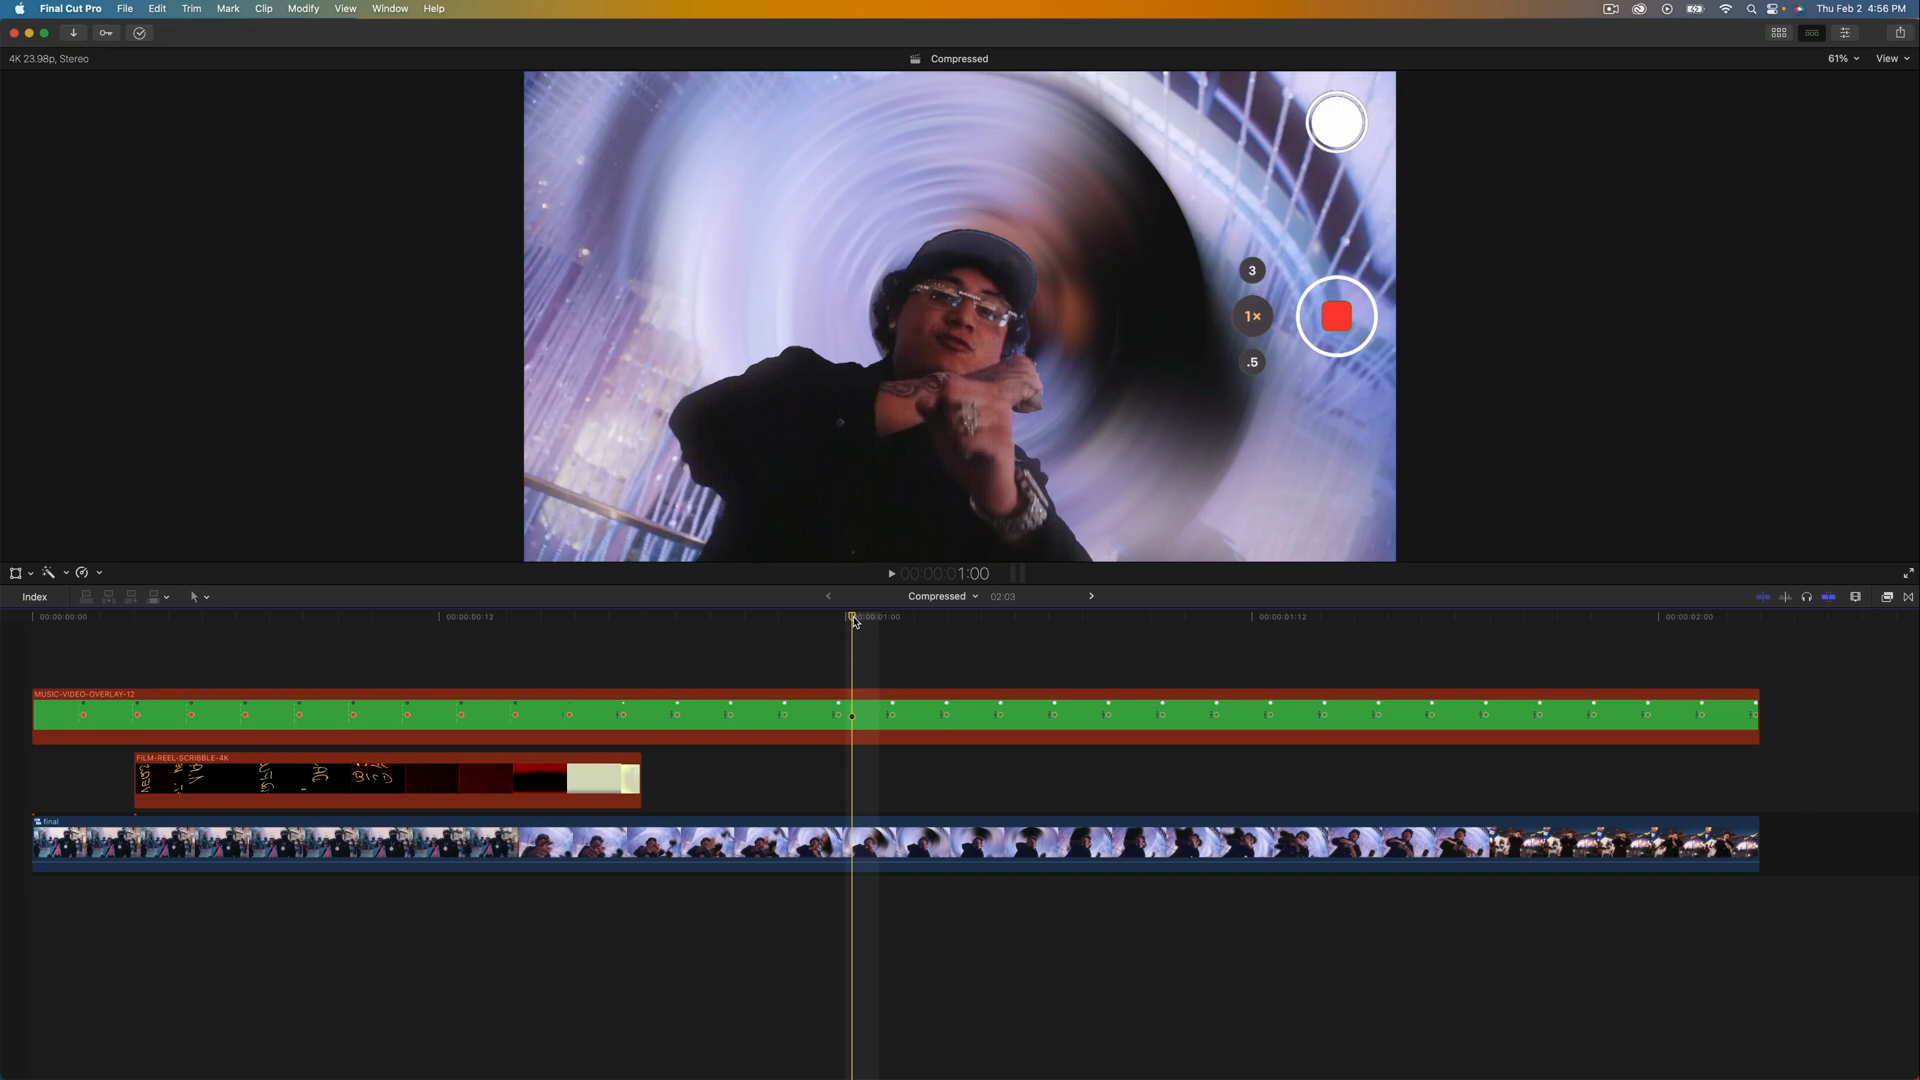 Final Cut Pro File Edit Trim Mark Clip Modify View Window Help Thu Feb 2 4:56 PM
4K 23.98p, Stereo Compressed 61% View
3
1×
.5
00:00:01:00
Index Compressed 02:03
00:00:00:00 00:00:00:12 00:00:01:00 00:00:01:12 00:00:02:00
MUSIC-VIDEO-OVERLAY-12
FILM-REEL-SCRIBBLE-4K
final